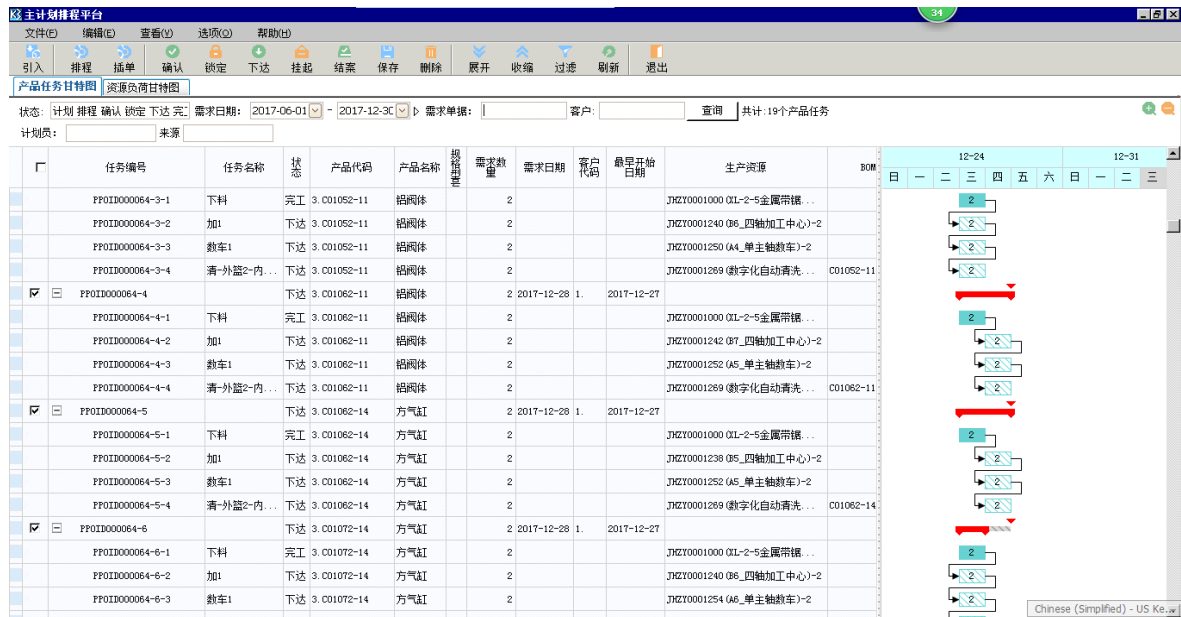 K3 主计划排程平台
34
文件(F) 编辑(E) 查看(V) 选项(O) 帮助(H)
引入 排程 插单 确认 锁定 下达 挂起 结案 保存 删除 展开 收缩 过滤 刷新 退出
产品任务甘特图 资源负荷甘特图
状态: 计划 排程 确认 锁定 下达 完 需求日期: 2017-06-01 - 2017-12-30 需求单据: 客户: 查询 共计:19个产品任务
计划员: 来源
任务编号 任务名称 状态 产品代码 产品名称 规格型号 需求数量 需求日期 客户代码 最早开始日期 生产资源 BOM 12-24 12-31
日 一 二 三 四 五 六 日 一 二 三
PPOID000064-3-1 下料 完工 3.C01052-11 铝阀体 2 JHZY0001000(XL-2-5金属带锯... 2
PPOID000064-3-2 加1 下达 3.C01052-11 铝阀体 2 JHZY0001240(B6_四轴加工中心)-2 2
PPOID000064-3-3 数车1 下达 3.C01052-11 铝阀体 2 JHZY0001250(A4_单主轴数车)-2 2
PPOID000064-3-4 清-外篮2-内... 下达 3.C01052-11 铝阀体 2 JHZY0001269(数字化自动清洗... C01052-11 2
PPOID000064-4 下达 3.C01062-11 铝阀体 2 2017-12-28 1. 2017-12-27
PPOID000064-4-1 下料 完工 3.C01062-11 铝阀体 2 JHZY0001000(XL-2-5金属带锯... 2
PPOID000064-4-2 加1 下达 3.C01062-11 铝阀体 2 JHZY0001242(B7_四轴加工中心)-2 2
PPOID000064-4-3 数车1 下达 3.C01062-11 铝阀体 2 JHZY0001252(A5_单主轴数车)-2 2
PPOID000064-4-4 清-外篮2-内... 下达 3.C01062-11 铝阀体 2 JHZY0001269(数字化自动清洗... C01062-11 2
PPOID000064-5 下达 3.C01062-14 方气缸 2 2017-12-28 1. 2017-12-27
PPOID000064-5-1 下料 完工 3.C01062-14 方气缸 2 JHZY0001000(XL-2-5金属带锯... 2
PPOID000064-5-2 加1 下达 3.C01062-14 方气缸 2 JHZY0001238(B5_四轴加工中心)-2 2
PPOID000064-5-3 数车1 下达 3.C01062-14 方气缸 2 JHZY0001252(A5_单主轴数车)-2 2
PPOID000064-5-4 清-外篮2-内... 下达 3.C01062-14 方气缸 2 JHZY0001269(数字化自动清洗... C01062-14 2
PPOID000064-6 下达 3.C01072-14 方气缸 2 2017-12-28 1. 2017-12-27
PPOID000064-6-1 下料 完工 3.C01072-14 方气缸 2 JHZY0001000(XL-2-5金属带锯... 2
PPOID000064-6-2 加1 下达 3.C01072-14 方气缸 2 JHZY0001240(B6_四轴加工中心)-2 2
PPOID000064-6-3 数车1 下达 3.C01072-14 方气缸 2 JHZY0001254(A6_单主轴数车)-2 2
Chinese (Simplified) - US Ke...